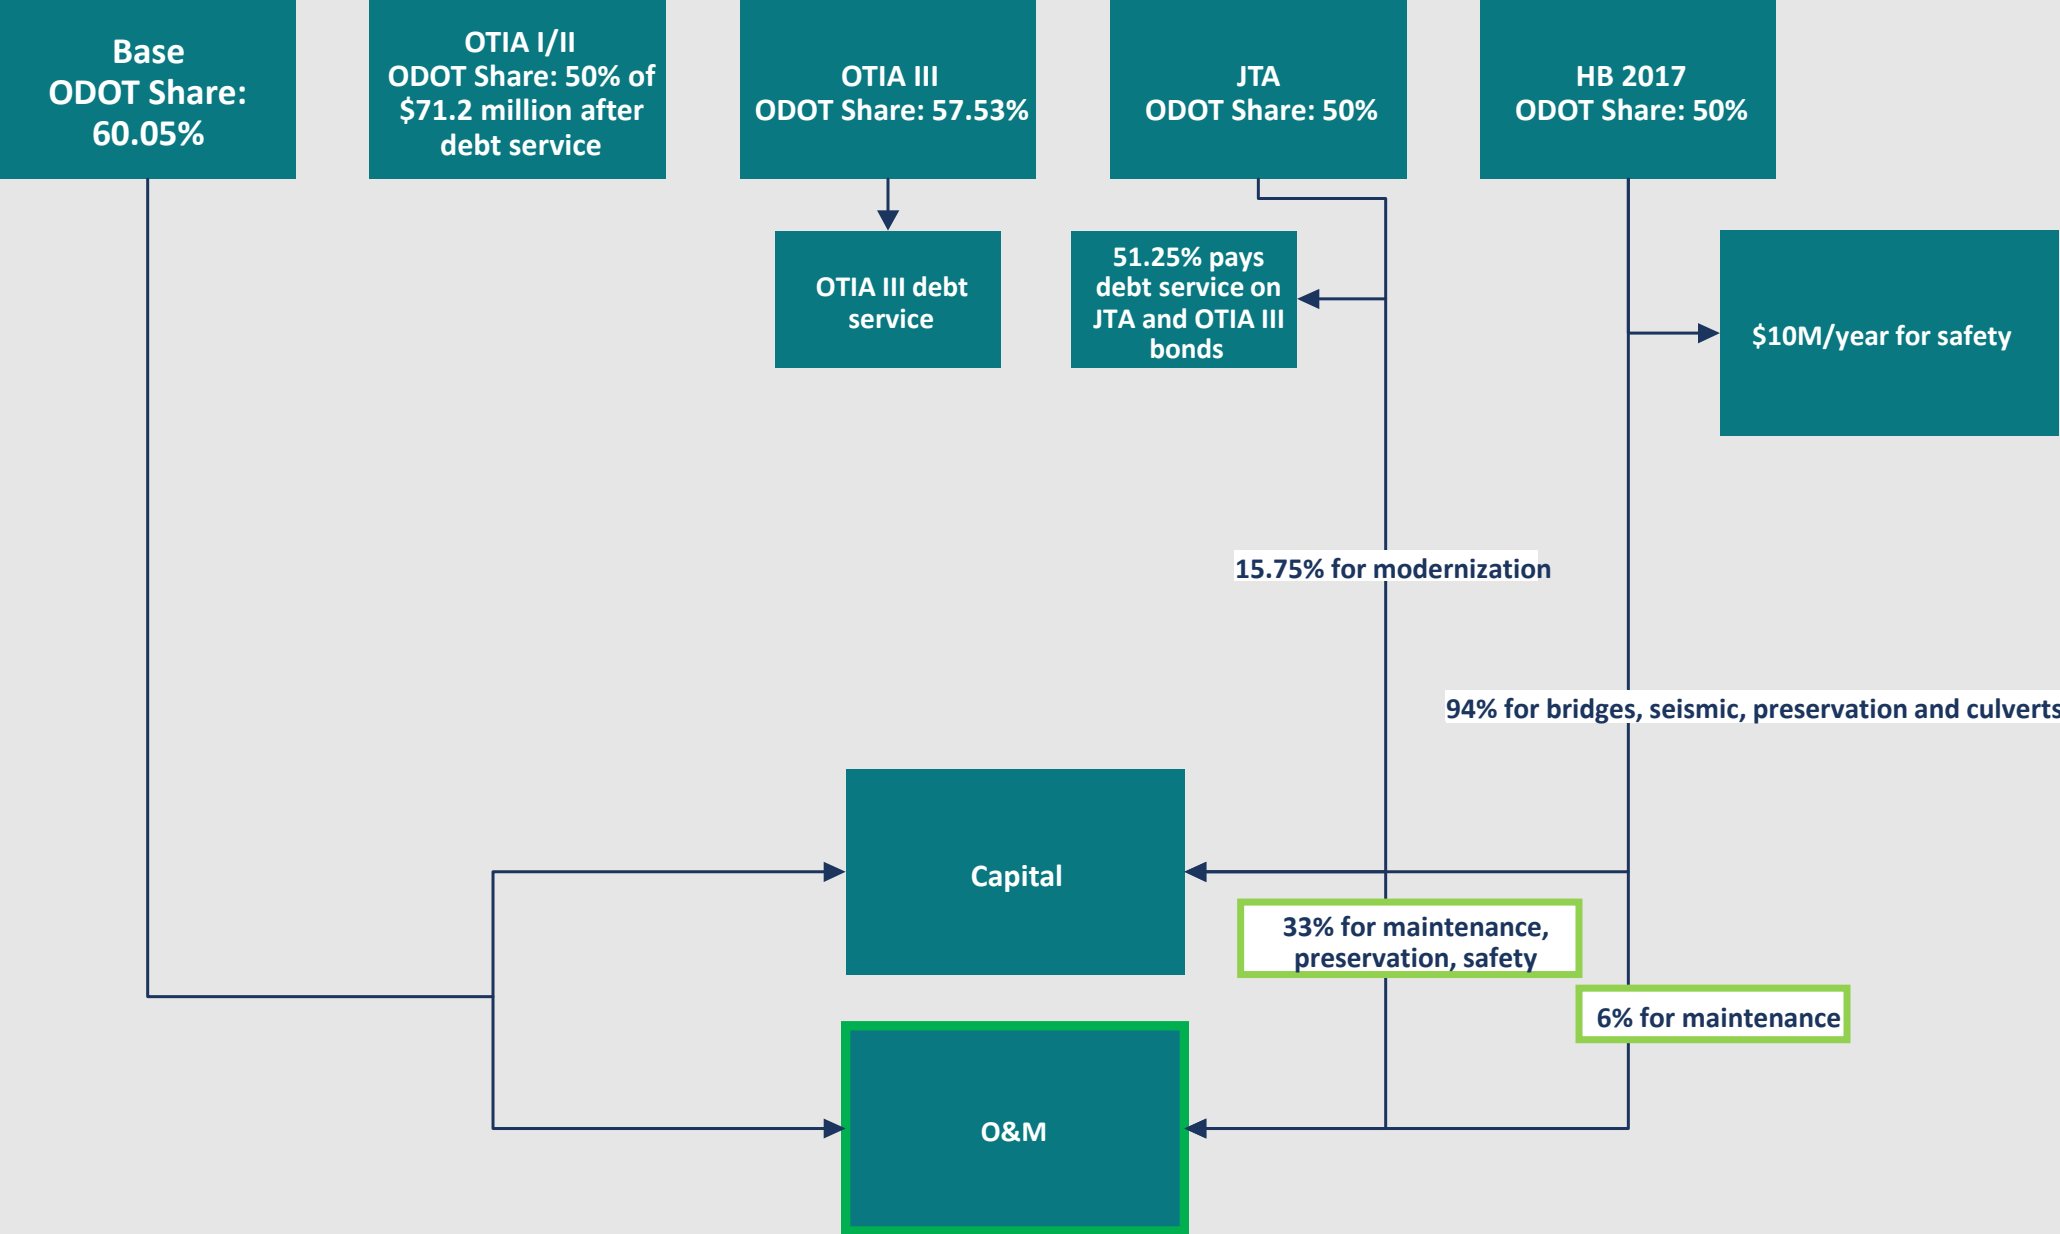 Base
ODOT Share:
60.05%
OTIA I/II
ODOT Share: 50% of
$71.2 million after
debt service
OTIA III
ODOT Share: 57.53%
JTA
ODOT Share: 50%
HB 2017
ODOT Share: 50%
OTIA III debt
service
51.25% pays
debt service on
JTA and OTIA III
bonds
$10M/year for safety
15.75% for modernization
94% for bridges, seismic, preservation and culverts
Capital
33% for maintenance,
preservation, safety
6% for maintenance
O&M